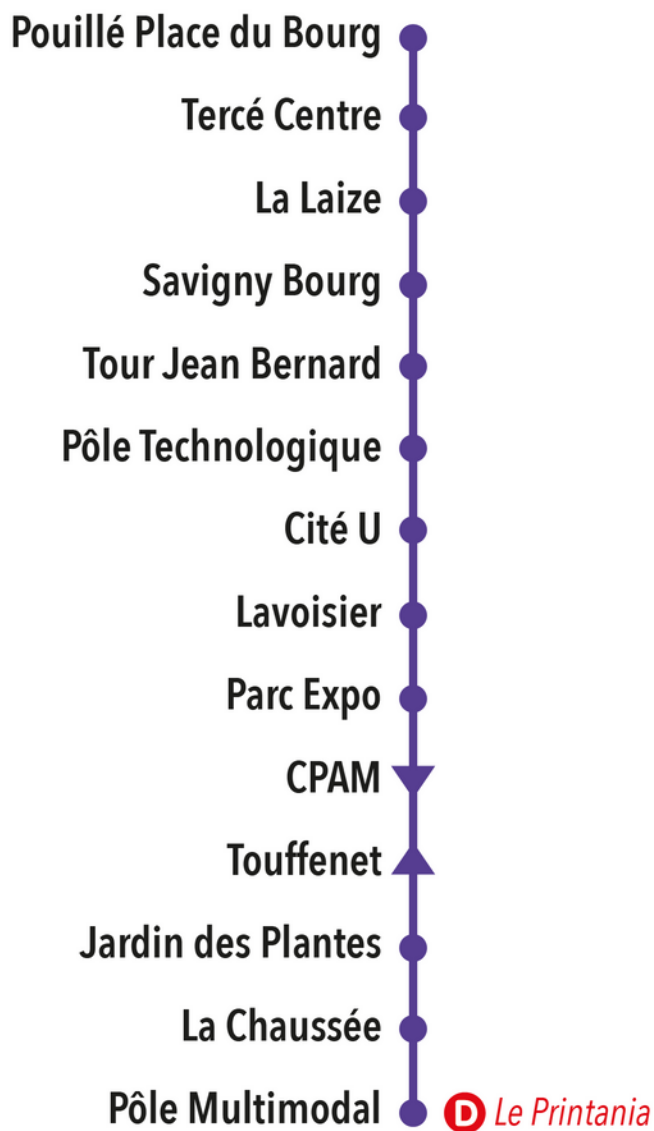 Pouillé Place du Bourg
Tercé Centre
La Laize
Savigny Bourg
Tour Jean Bernard
Pôle Technologique
Cité U
Lavoisier
Parc Expo
CPAM
Touffenet
Jardin des Plantes
La Chaussée
Pôle Multimodal D Le Printania